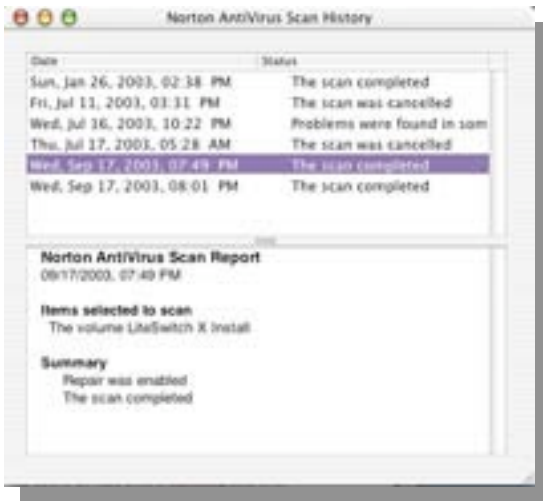 Norton AntiVirus Scan History
Date Status
Sun, Jan 26, 2003, 02:38 PM The scan completed
Fri, Jul 11, 2003, 03:31 PM The scan was cancelled
Wed, Jul 16, 2003, 10:22 PM Problems were found in som
Thu, Jul 17, 2003, 05:28 AM The scan was cancelled
Wed, Sep 17, 2003, 07:49 PM The scan completed
Wed, Sep 17, 2003, 08:01 PM The scan completed
Norton AntiVirus Scan Report
09/17/2003, 07:49 PM
Items selected to scan
The volume LiteSwitch X Install
Summary
Repair was enabled
The scan completed